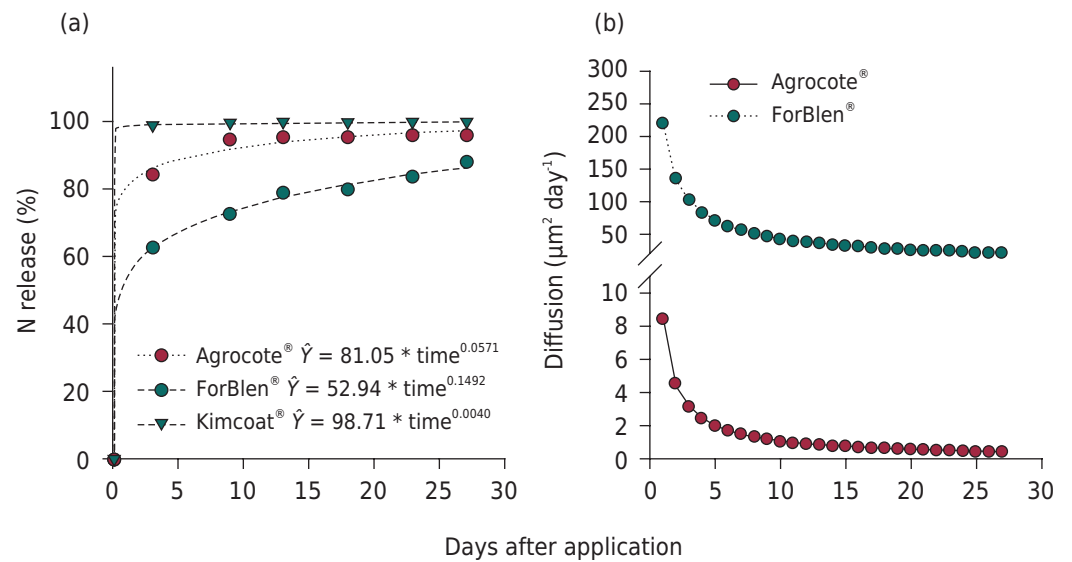 (a)
N release (%)
100
80
60
40
20
0
0 5 10 15 20 25 30
Agrocote® Ŷ = 81.05 * time^0.0571
ForBlen® Ŷ = 52.94 * time^0.1492
Kimcoat® Ŷ = 98.71 * time^0.0040
(b)
Diffusion (µm² day⁻¹)
300
250
200
150
100
50
10
8
6
4
2
0
0 5 10 15 20 25 30
Agrocote®
ForBlen®
Days after application